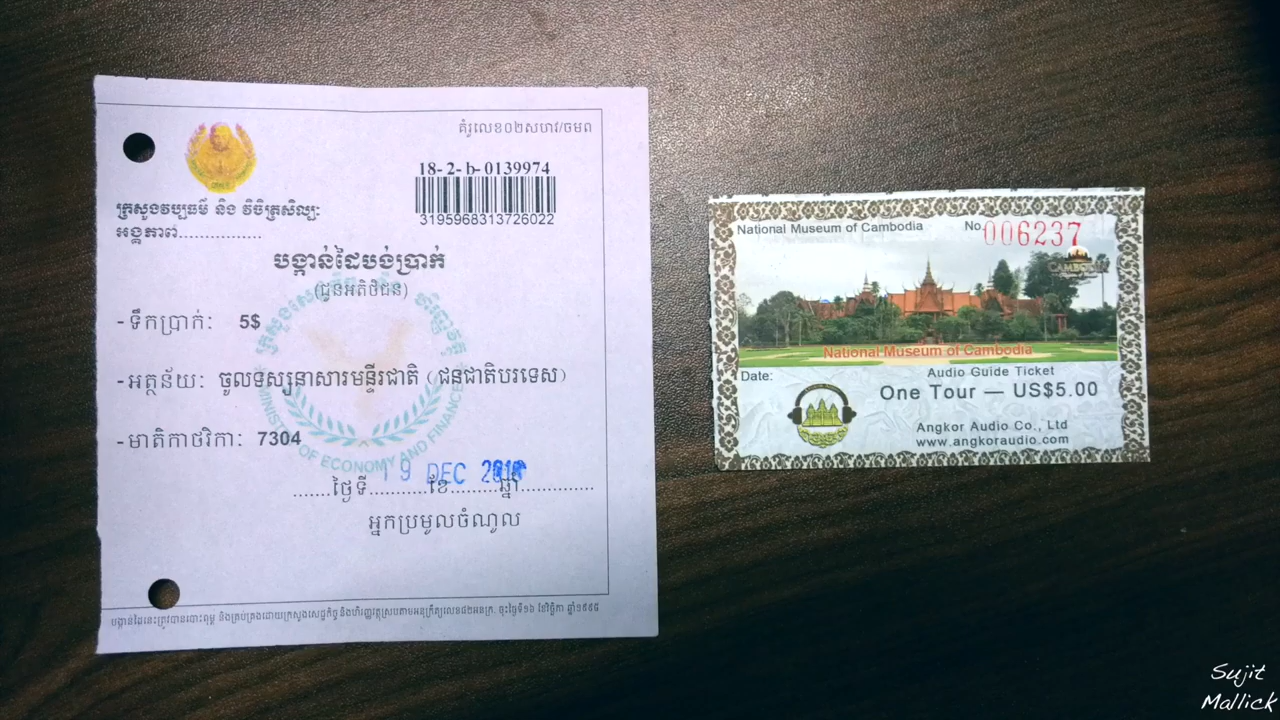 គំរូលេខ០២សហវ/ចមព
18-2-b-0139974
3195968313726022
ក្រសួងវប្បធម៌ និង វិចិត្រសិល្បៈ
អង្គភាព................
បង្កាន់ដៃបង់ប្រាក់
(ជូនអតិថិជន)
-ទឹកប្រាក់ៈ 5$
-អត្ថន័យៈ ចូលទស្សនាសារមន្ទីរជាតិ (ជនជាតិបរទេស)
-មាតិកាថវិកាៈ 7304
MINISTRY OF ECONOMY AND FINANCE
19 DEC
.......ថ្ងៃទី...........ខែ.........ឆ្នាំ..............
អ្នកប្រមូលចំណូល
National Museum of Cambodia
No 006237
CAMBODIA
National Museum of Cambodia
Date:
Audio Guide Ticket
One Tour — US$5.00
Angkor Audio Co., Ltd
www.angkoraudio.com
Sujit
Mallick